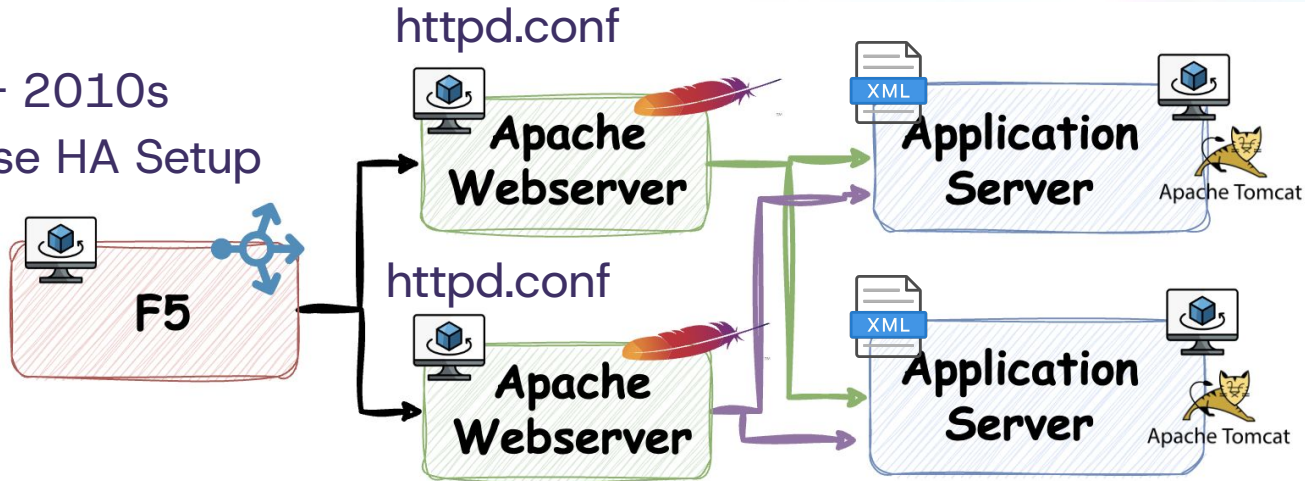 httpd.conf
- 2010s
se HA Setup
F5
Apache
Webserver
httpd.conf
Apache
Webserver
XML
Application
Server
Apache Tomcat
XML
Application
Server
Apache Tomcat